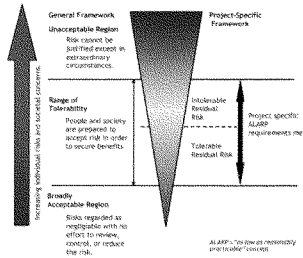 General Framework
Project-Specific
Framework
Unacceptable Region
Risk cannot be
justified except in
extraordinary
circumstances.
Increasing individual risks and societal concerns.
Range of
Tolerability
People and society
are prepared to
accept risk in order
to secure benefits
Intolerable
Residual
Risk
Tolerable
Residual Risk
Project specific
ALARP
requirements me
Broadly
Acceptable Region
Risks regarded as
negligible with no
effort to review,
control, or reduce
the risk.
ALARP = "as low as reasonably
practicable" concept